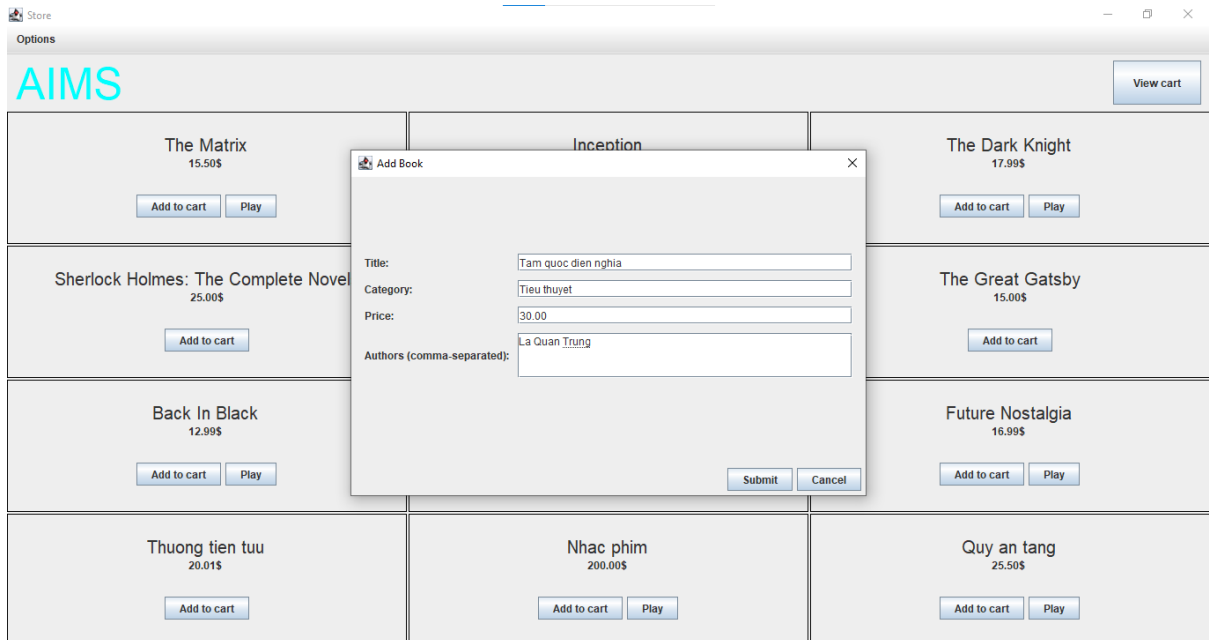 Store
Options
AIMS
View cart
The Matrix
15.50$
Add to cart Play
Inception
The Dark Knight
17.99$
Add to cart Play
Add Book
Title: Tam quoc dien nghia
Category: Tieu thuyet
Price: 30.00
Authors (comma-separated): La Quan Trung
Submit Cancel
Sherlock Holmes: The Complete Novel
25.00$
Add to cart
The Great Gatsby
15.00$
Add to cart
Back In Black
12.99$
Add to cart Play
Future Nostalgia
16.99$
Add to cart Play
Thuong tien tuu
20.01$
Add to cart
Nhac phim
200.00$
Add to cart Play
Quy an tang
25.50$
Add to cart Play